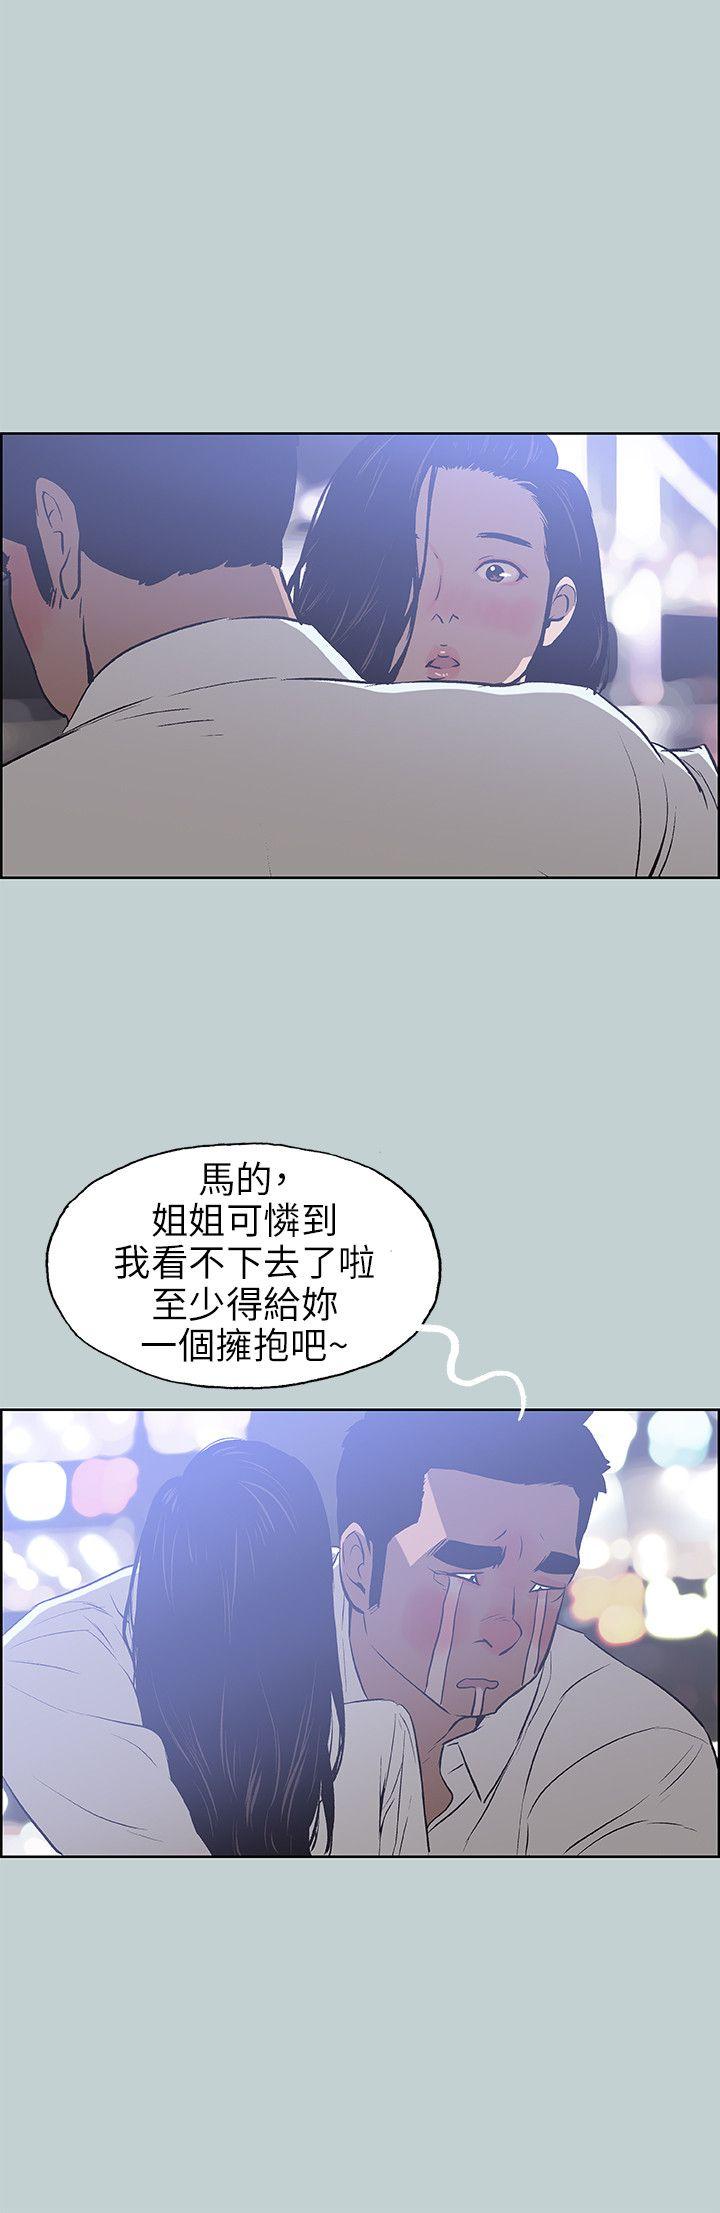 馬的，
姐姐可憐到
我看不下去了啦
至少得給妳
一個擁抱吧~